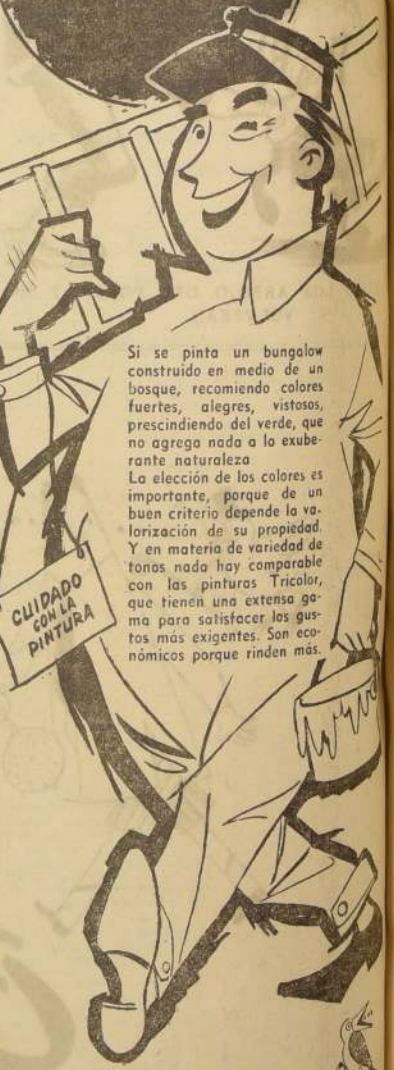 Si se pinta un bungalow
construido en medio de un
bosque, recomiendo colores
fuertes, alegres, vistosos,
prescindiendo del verde, que
no agrega nada a la exube-
rante naturaleza
La elección de los colores es
importante, porque de un
buen criterio depende la va-
lorización de su propiedad.
Y en materia de variedad de
tonos nada hay comparable
con las pinturas Tricolor,
que tienen una extensa ga-
ma para satisfacer los gus-
tos más exigentes. Son eco-
nómicos porque rinden más.
CUIDADO
CON LA
PINTURA